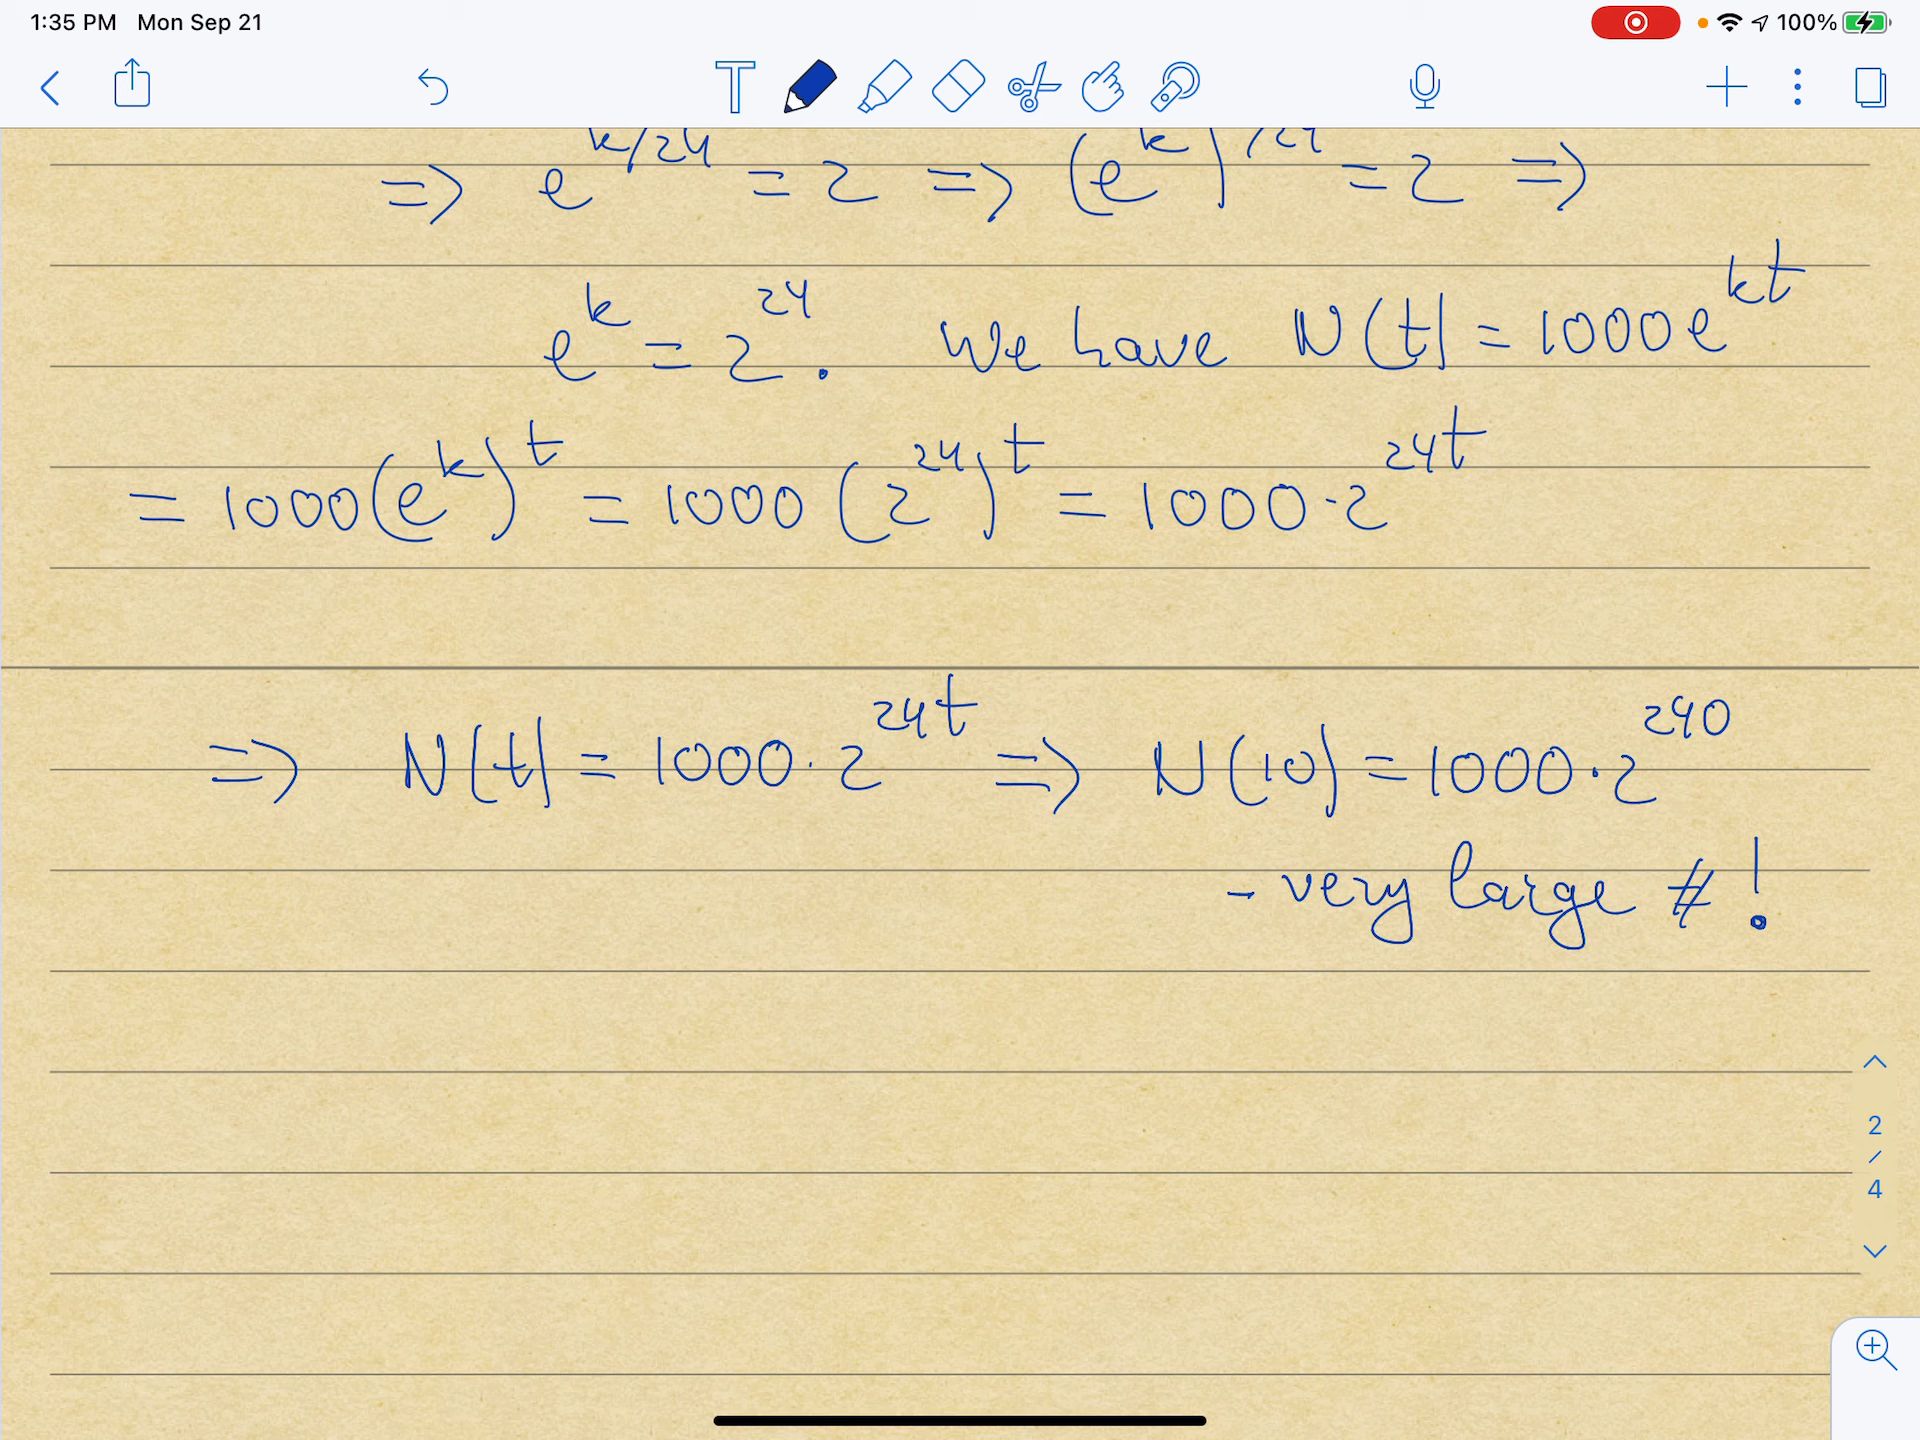 1:35 PM Mon Sep 21 100%
=> e^{k/24} = 2 => (e^k)^{1/24} = 2 =>
e^k = 2^{24}. We have N(t) = 1000e^{kt}
= 1000(e^k)^t = 1000(2^{24})^t = 1000·2^{24t}
=> N(t) = 1000·2^{24t} => N(10) = 1000·2^{240}
- very large #!
2
/
4